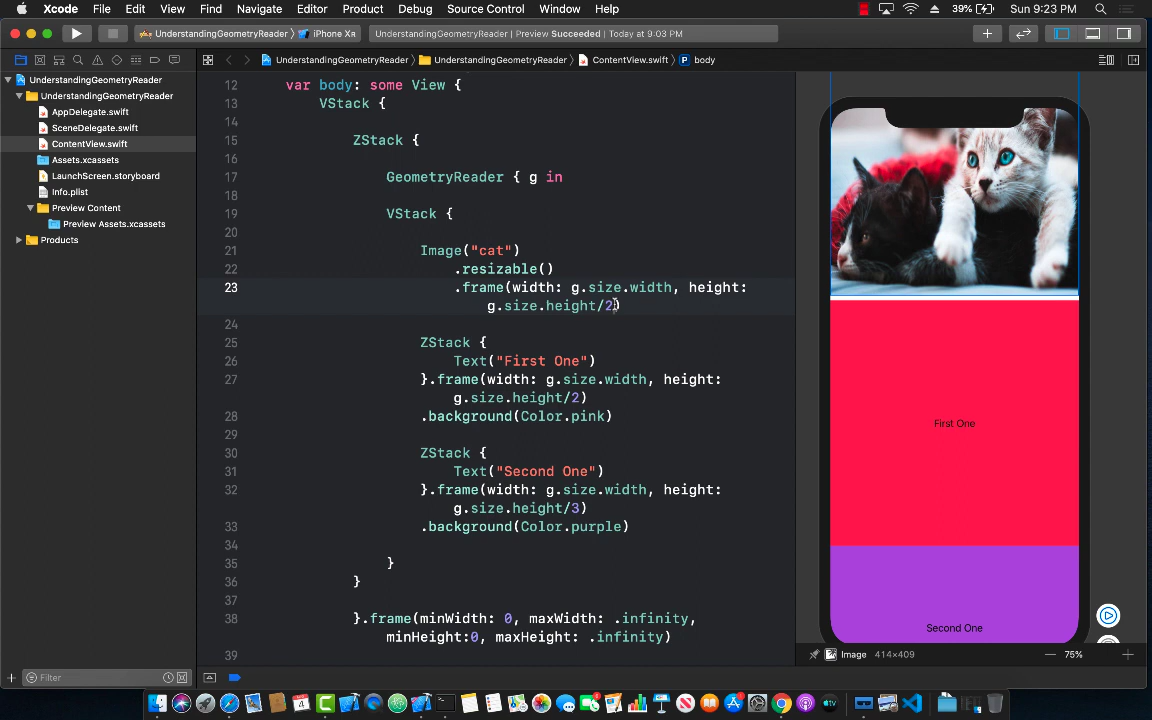 Xcode File Edit View Find Navigate Editor Product Debug Source Control Window Help 39% Sun 9:23 PM
UnderstandingGeometryReader iPhone XR UnderstandingGeometryReader | Preview Succeeded | Today at 9:03 PM
UnderstandingGeometryReader UnderstandingGeometryReader ContentView.swift P body
UnderstandingGeometryReader
UnderstandingGeometryReader
AppDelegate.swift
SceneDelegate.swift
ContentView.swift
Assets.xcassets
LaunchScreen.storyboard
Info.plist
Preview Content
Preview Assets.xcassets
Products
Filter
12 var body: some View {
13 VStack {
14
15 ZStack {
16
17 GeometryReader { g in
18
19 VStack {
20
21 Image("cat")
22 .resizable()
23 .frame(width: g.size.width, height:
g.size.height/2)
24
25 ZStack {
26 Text("First One")
27 }.frame(width: g.size.width, height:
g.size.height/2)
28 .background(Color.pink)
29
30 ZStack {
31 Text("Second One")
32 }.frame(width: g.size.width, height:
g.size.height/3)
33 .background(Color.purple)
34
35 }
36 }
37
38 }.frame(minWidth: 0, maxWidth: .infinity,
minHeight:0, maxHeight: .infinity)
39
First One
Second One
Image 414×409 75%